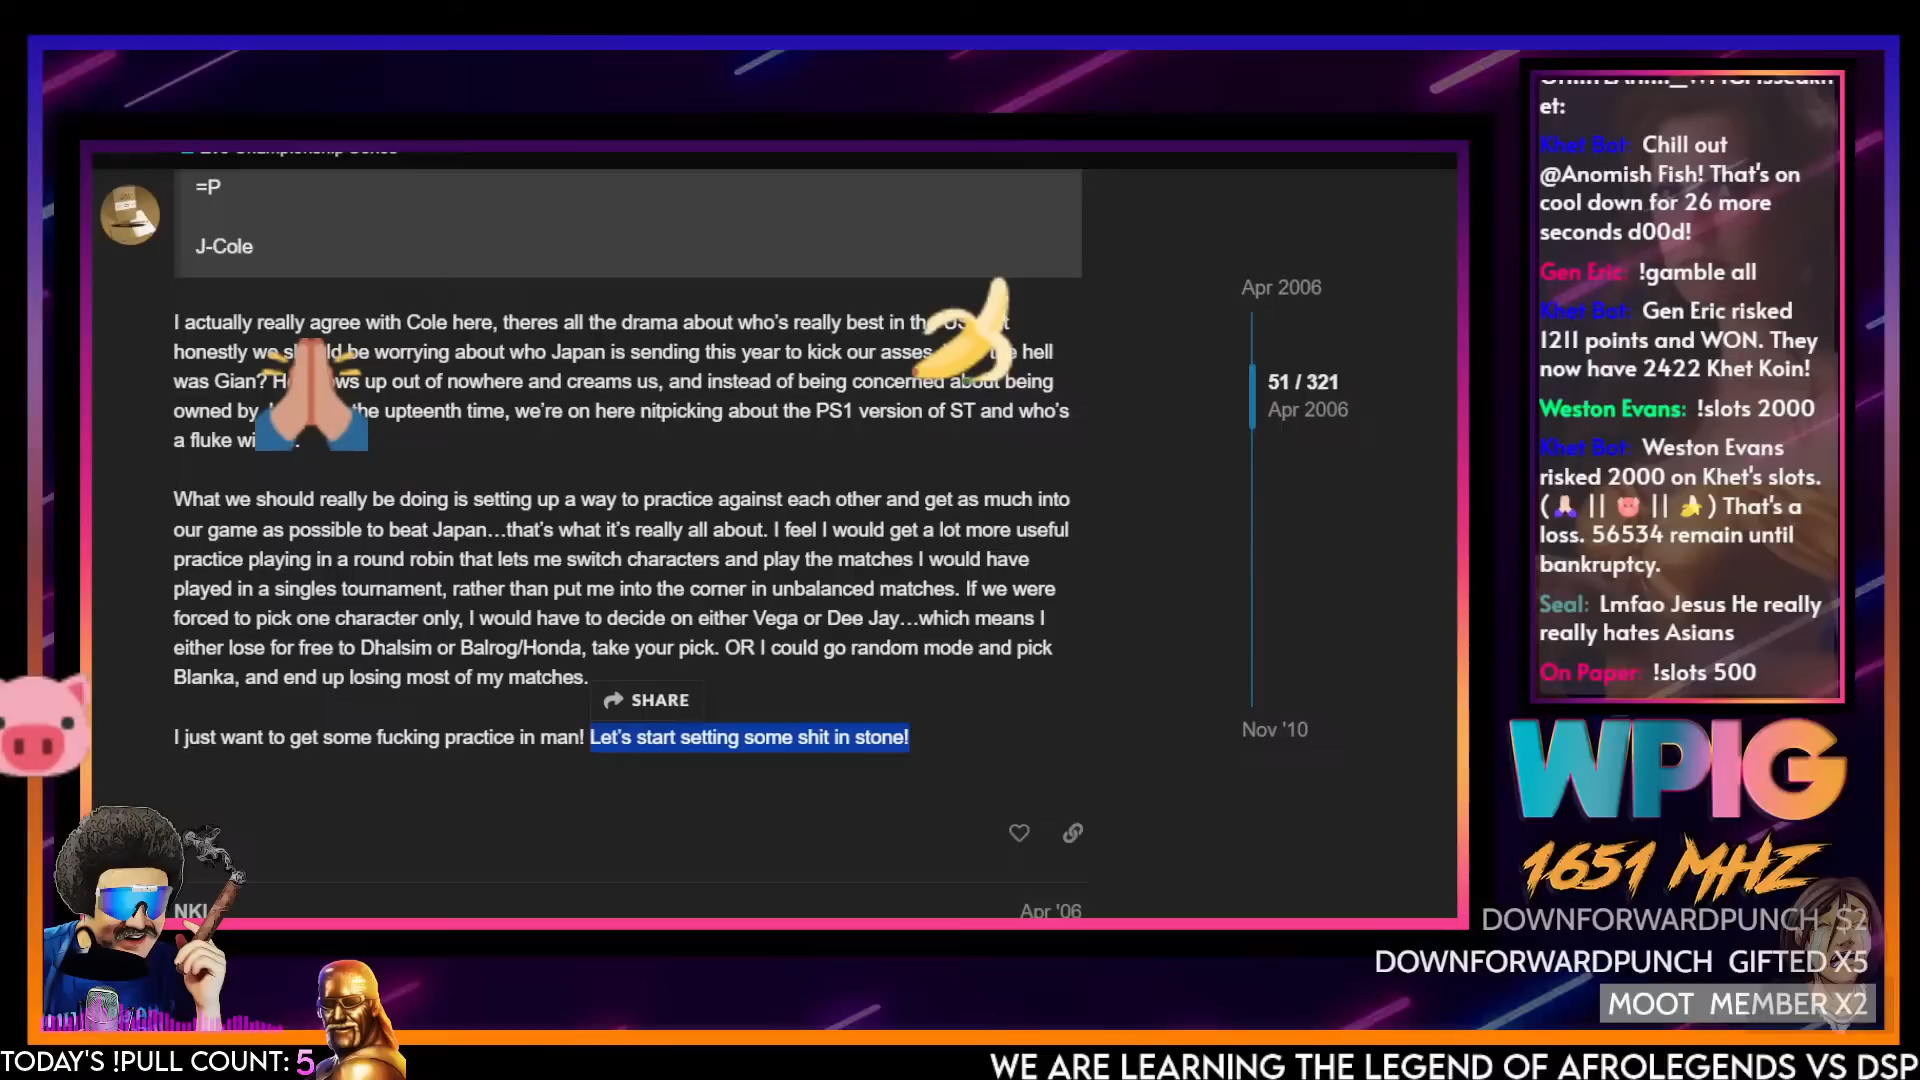 =P
J-Cole
I actually really agree with Cole here, theres all the drama about who's really best in the
honestly we should be worrying about who Japan is sending this year to kick our asses. the hell
was Gian? up out of nowhere and creams us, and instead of being concerned about being
owned by the upteenth time, we're on here nitpicking about the PS1 version of ST and who's
a fluke
What we should really be doing is setting up a way to practice against each other and get as much into
our game as possible to beat Japan…that's what it's really all about. I feel I would get a lot more useful
practice playing in a round robin that lets me switch characters and play the matches I would have
played in a singles tournament, rather than put me into the corner in unbalanced matches. If we were
forced to pick one character only, I would have to decide on either Vega or Dee Jay…which means I
either lose for free to Dhalsim or Balrog/Honda, take your pick. OR I could go random mode and pick
Blanka, and end up losing most of my matches.
SHARE
I just want to get some fucking practice in man! Let's start setting some shit in stone!
NKI
Apr '06
Apr 2006
51 / 321
Apr 2006
Nov '10
et:
Khet Bot: Chill out
@Anomish Fish! That's on
cool down for 26 more
seconds d00d!
Gen Eric: !gamble all
Khet Bot: Gen Eric risked
1211 points and WON. They
now have 2422 Khet Koin!
Weston Evans: !slots 2000
Khet Bot: Weston Evans
risked 2000 on Khet's slots.
( 🙏 || 🐷 || 🍌 ) That's a
loss. 56534 remain until
bankruptcy.
Seal: Lmfao Jesus He really
really hates Asians
On Paper: !slots 500
WPIG
1651 MHZ
DOWNFORWARDPUNCH $2
DOWNFORWARDPUNCH GIFTED X5
MOOT MEMBER X2
TODAY'S !PULL COUNT: 5
WE ARE LEARNING THE LEGEND OF AFROLEGENDS VS DSP